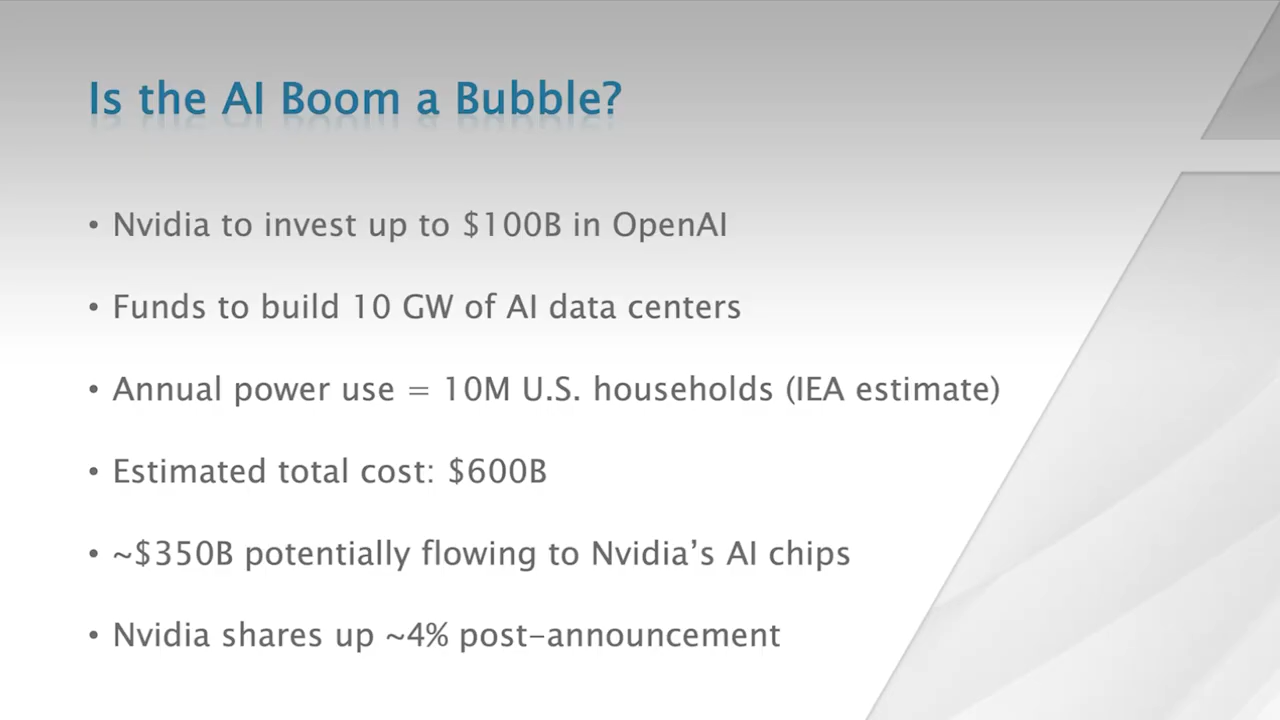 Is the AI Boom a Bubble?
• Nvidia to invest up to $100B in OpenAI
• Funds to build 10 GW of AI data centers
• Annual power use = 10M U.S. households (IEA estimate)
• Estimated total cost: $600B
• ~$350B potentially flowing to Nvidia’s AI chips
• Nvidia shares up ~4% post-announcement